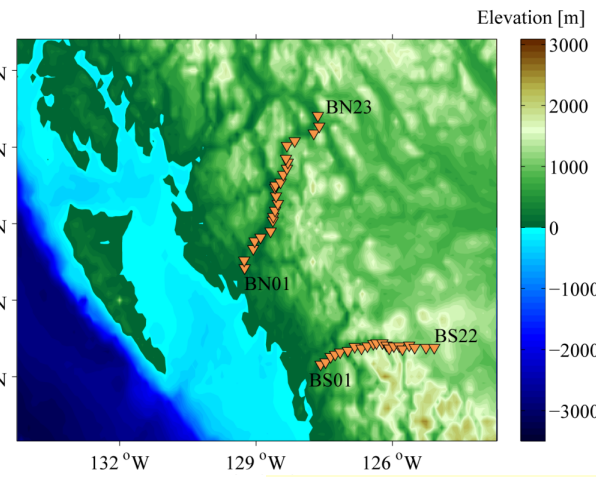 Elevation [m]
N
3000
BN23
2000
N
1000
N
0
BN01
−1000
N
BS22
−2000
BS01
N
−3000
132 °W
129 °W
126 °W